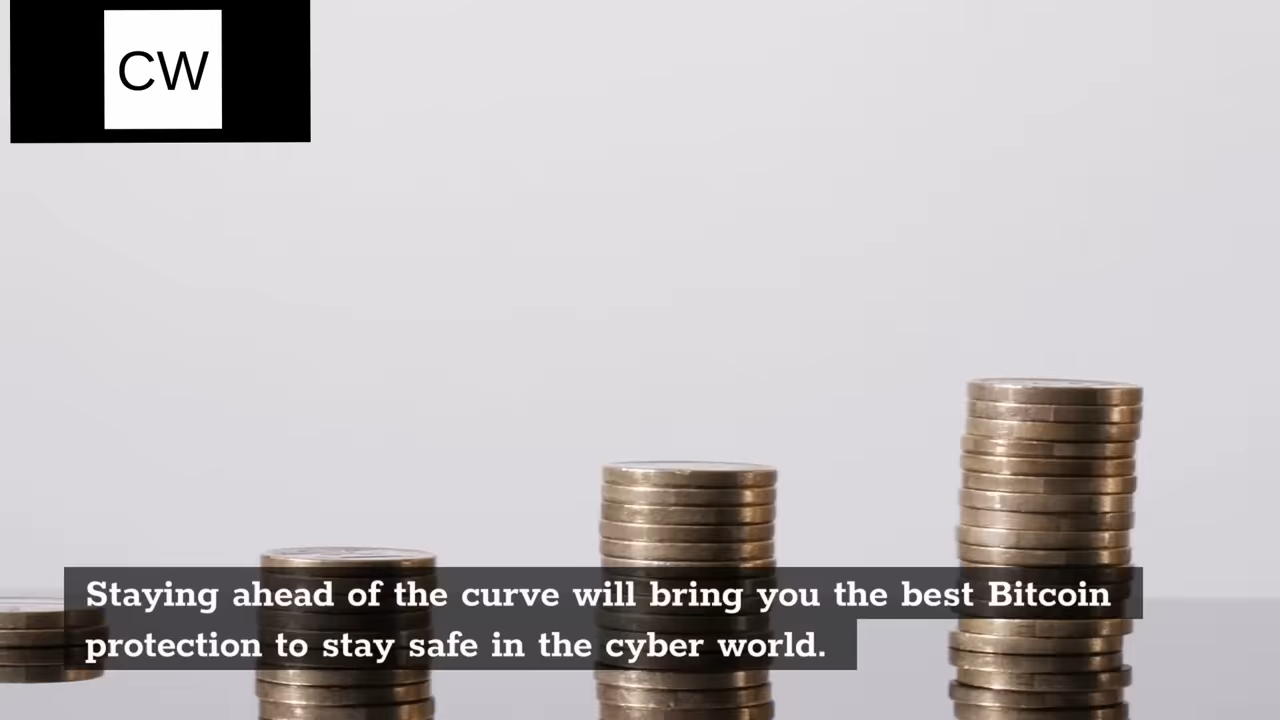 CW
Staying ahead of the curve will bring you the best Bitcoin
protection to stay safe in the cyber world.